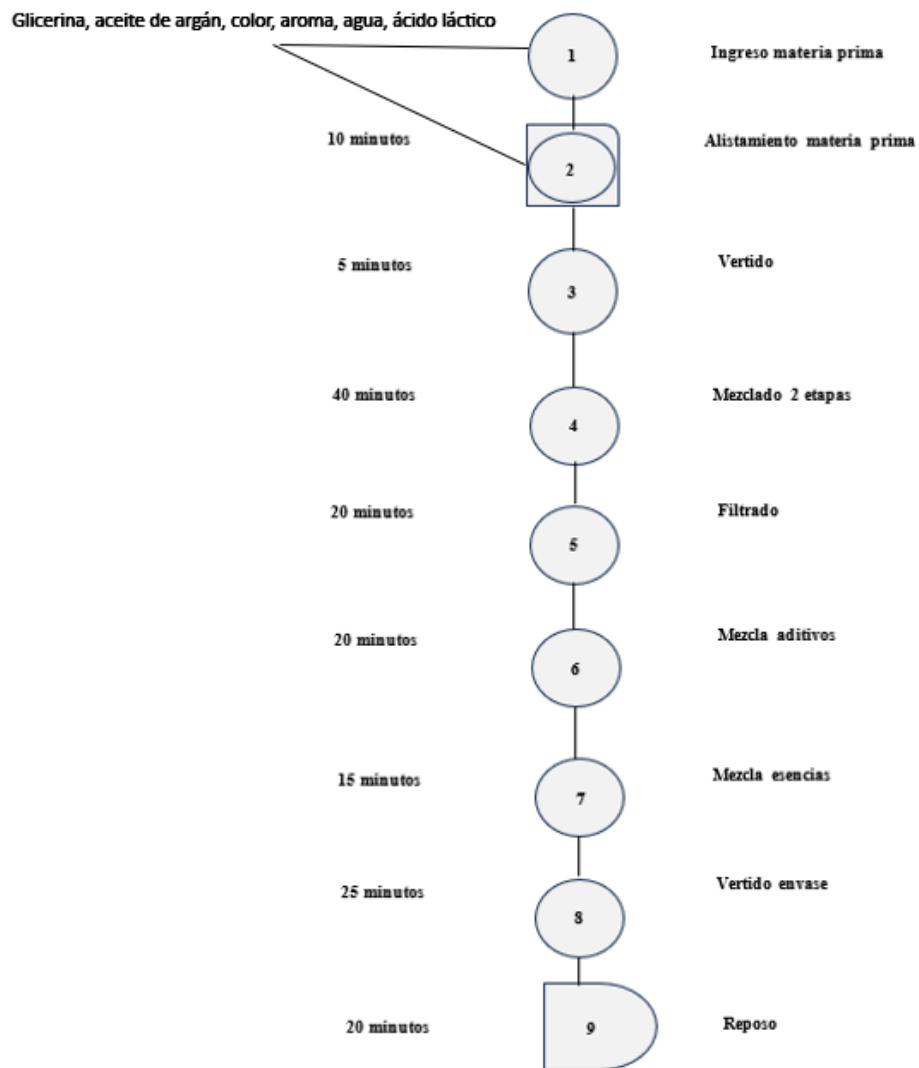 Glicerina, aceite de argán, color, aroma, agua, ácido láctico
1
Ingreso materia prima
10 minutos
2
Alistamiento materia prima
5 minutos
3
Vertido
40 minutos
4
Mezclado 2 etapas
20 minutos
5
Filtrado
20 minutos
6
Mezcla aditivos
15 minutos
7
Mezcla esencias
25 minutos
8
Vertido envase
20 minutos
9
Reposo